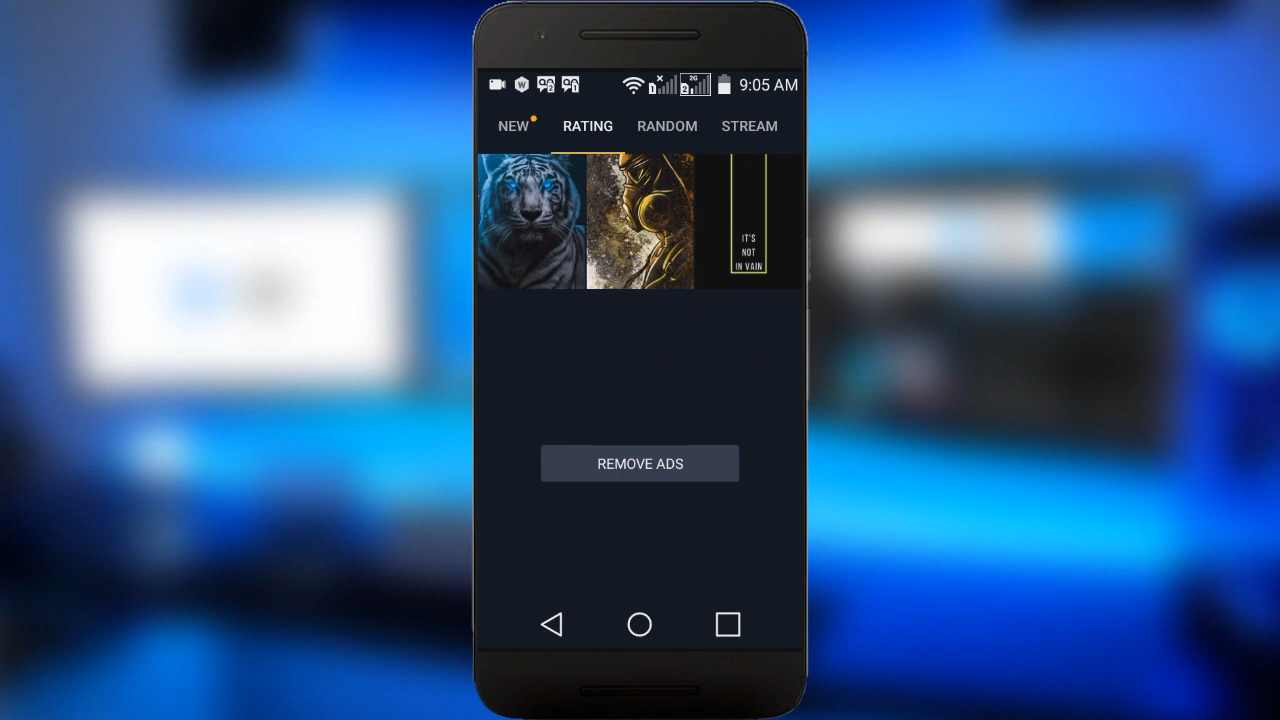 9:05 AM
NEW RATING RANDOM STREAM
IT'S
NOT
IN VAIN
REMOVE ADS